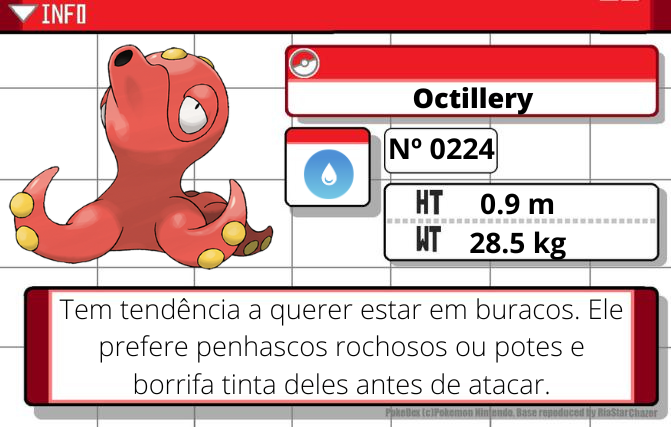 INFO
Octillery
Nº 0224
HT 0.9 m
WT 28.5 kg
Tem tendência a querer estar em buracos. Ele
prefere penhascos rochosos ou potes e
borrifa tinta deles antes de atacar.
PokeDex (c)Pokemon Nintendo. Base repoduced by RiaStarChazer